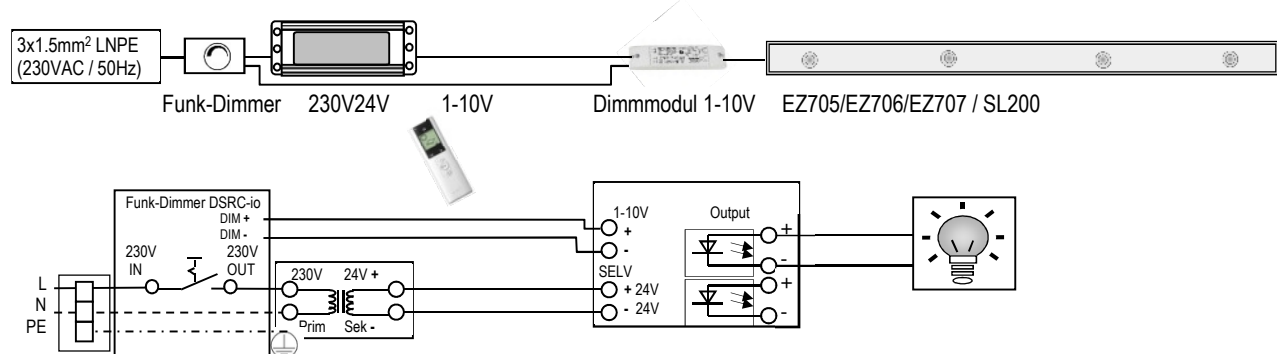 3x1.5mm² LNPE
(230VAC / 50Hz)
Funk-Dimmer 230V24V 1-10V Dimmmodul 1-10V EZ705/EZ706/EZ707 / SL200
Funk-Dimmer DSRC-io
DIM +
DIM -
230V
IN
230V
OUT
L
N
PE
230V 24V +
Prim Sek -
1-10V
+
-
SELV
+ 24V
- 24V
Output
+
-
+
-